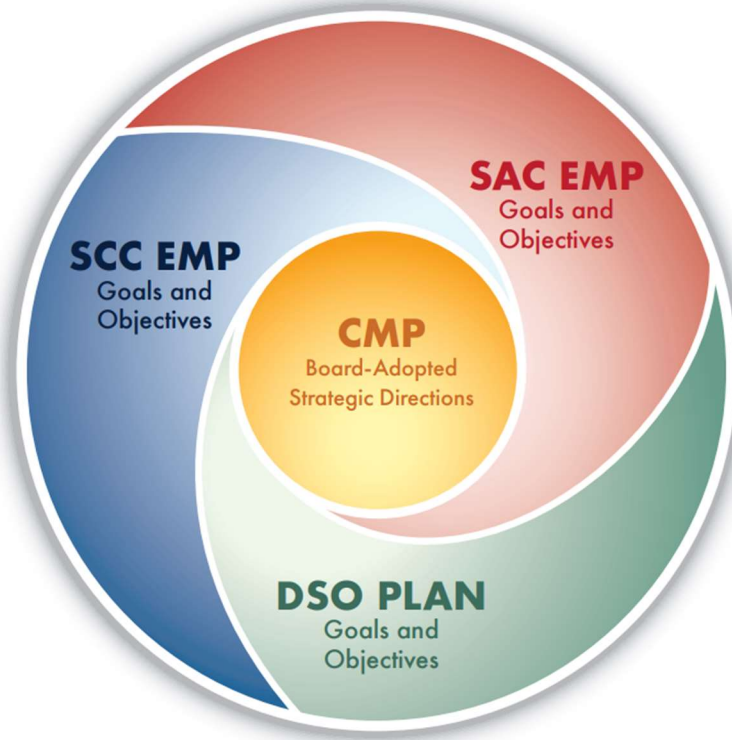 SAC EMP
Goals and
Objectives
SCC EMP
Goals and
Objectives
CMP
Board-Adopted
Strategic Directions
DSO PLAN
Goals and
Objectives